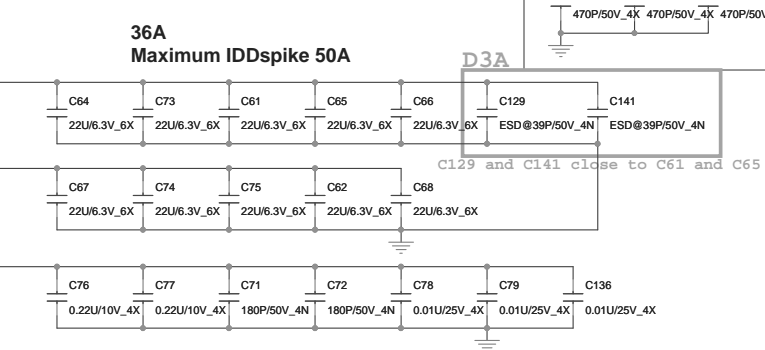 470P/50V_4X 470P/50V_4X 470P/50V
36A
Maximum IDDspike 50A
D3A
C64 C73 C61 C65 C66 C129 C141
22U/6.3V_6X 22U/6.3V_6X 22U/6.3V_6X 22U/6.3V_6X 22U/6.3V_6X ESD@39P/50V_4N ESD@39P/50V_4N
C129 and C141 close to C61 and C65
C67 C74 C75 C62 C68
22U/6.3V_6X 22U/6.3V_6X 22U/6.3V_6X 22U/6.3V_6X 22U/6.3V_6X
C76 C77 C71 C72 C78 C79 C136
0.22U/10V_4X 0.22U/10V_4X 180P/50V_4N 180P/50V_4N 0.01U/25V_4X 0.01U/25V_4X 0.01U/25V_4X